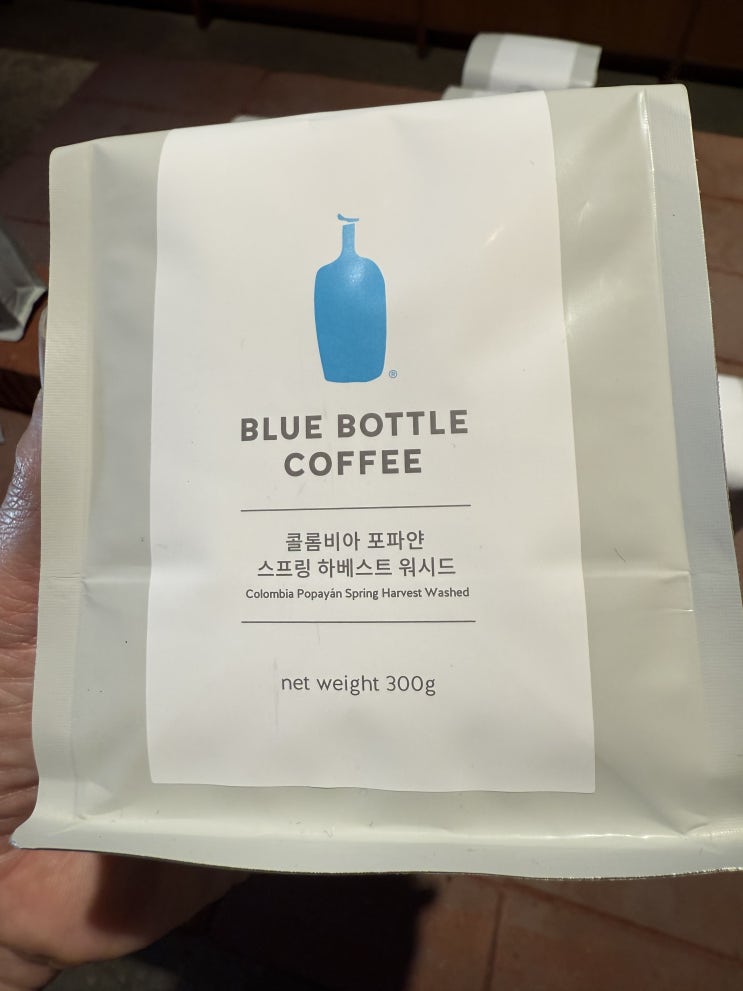 ®
BLUE BOTTLE
COFFEE
콜롬비아 포파얀
스프링 하베스트 워시드
Colombia Popayán Spring Harvest Washed
net weight 300g